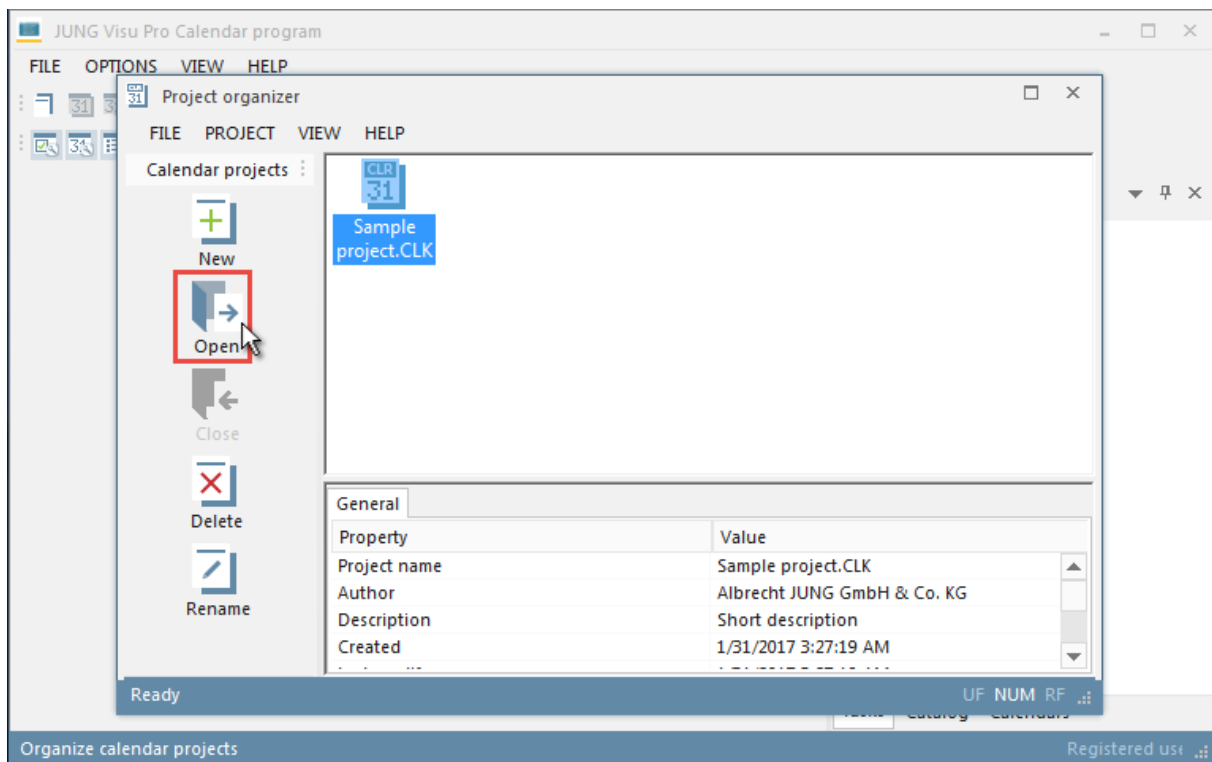 JUNG Visu Pro Calendar program
FILE OPTIONS VIEW HELP
31
Project organizer
FILE PROJECT VIEW HELP
Calendar projects
New
Open
Close
Delete
Rename
CLR
31
Sample
project.CLK
General
Property Value
Project name Sample project.CLK
Author Albrecht JUNG GmbH & Co. KG
Description Short description
Created 1/31/2017 3:27:19 AM
Ready UF NUM RF
Organize calendar projects Registered